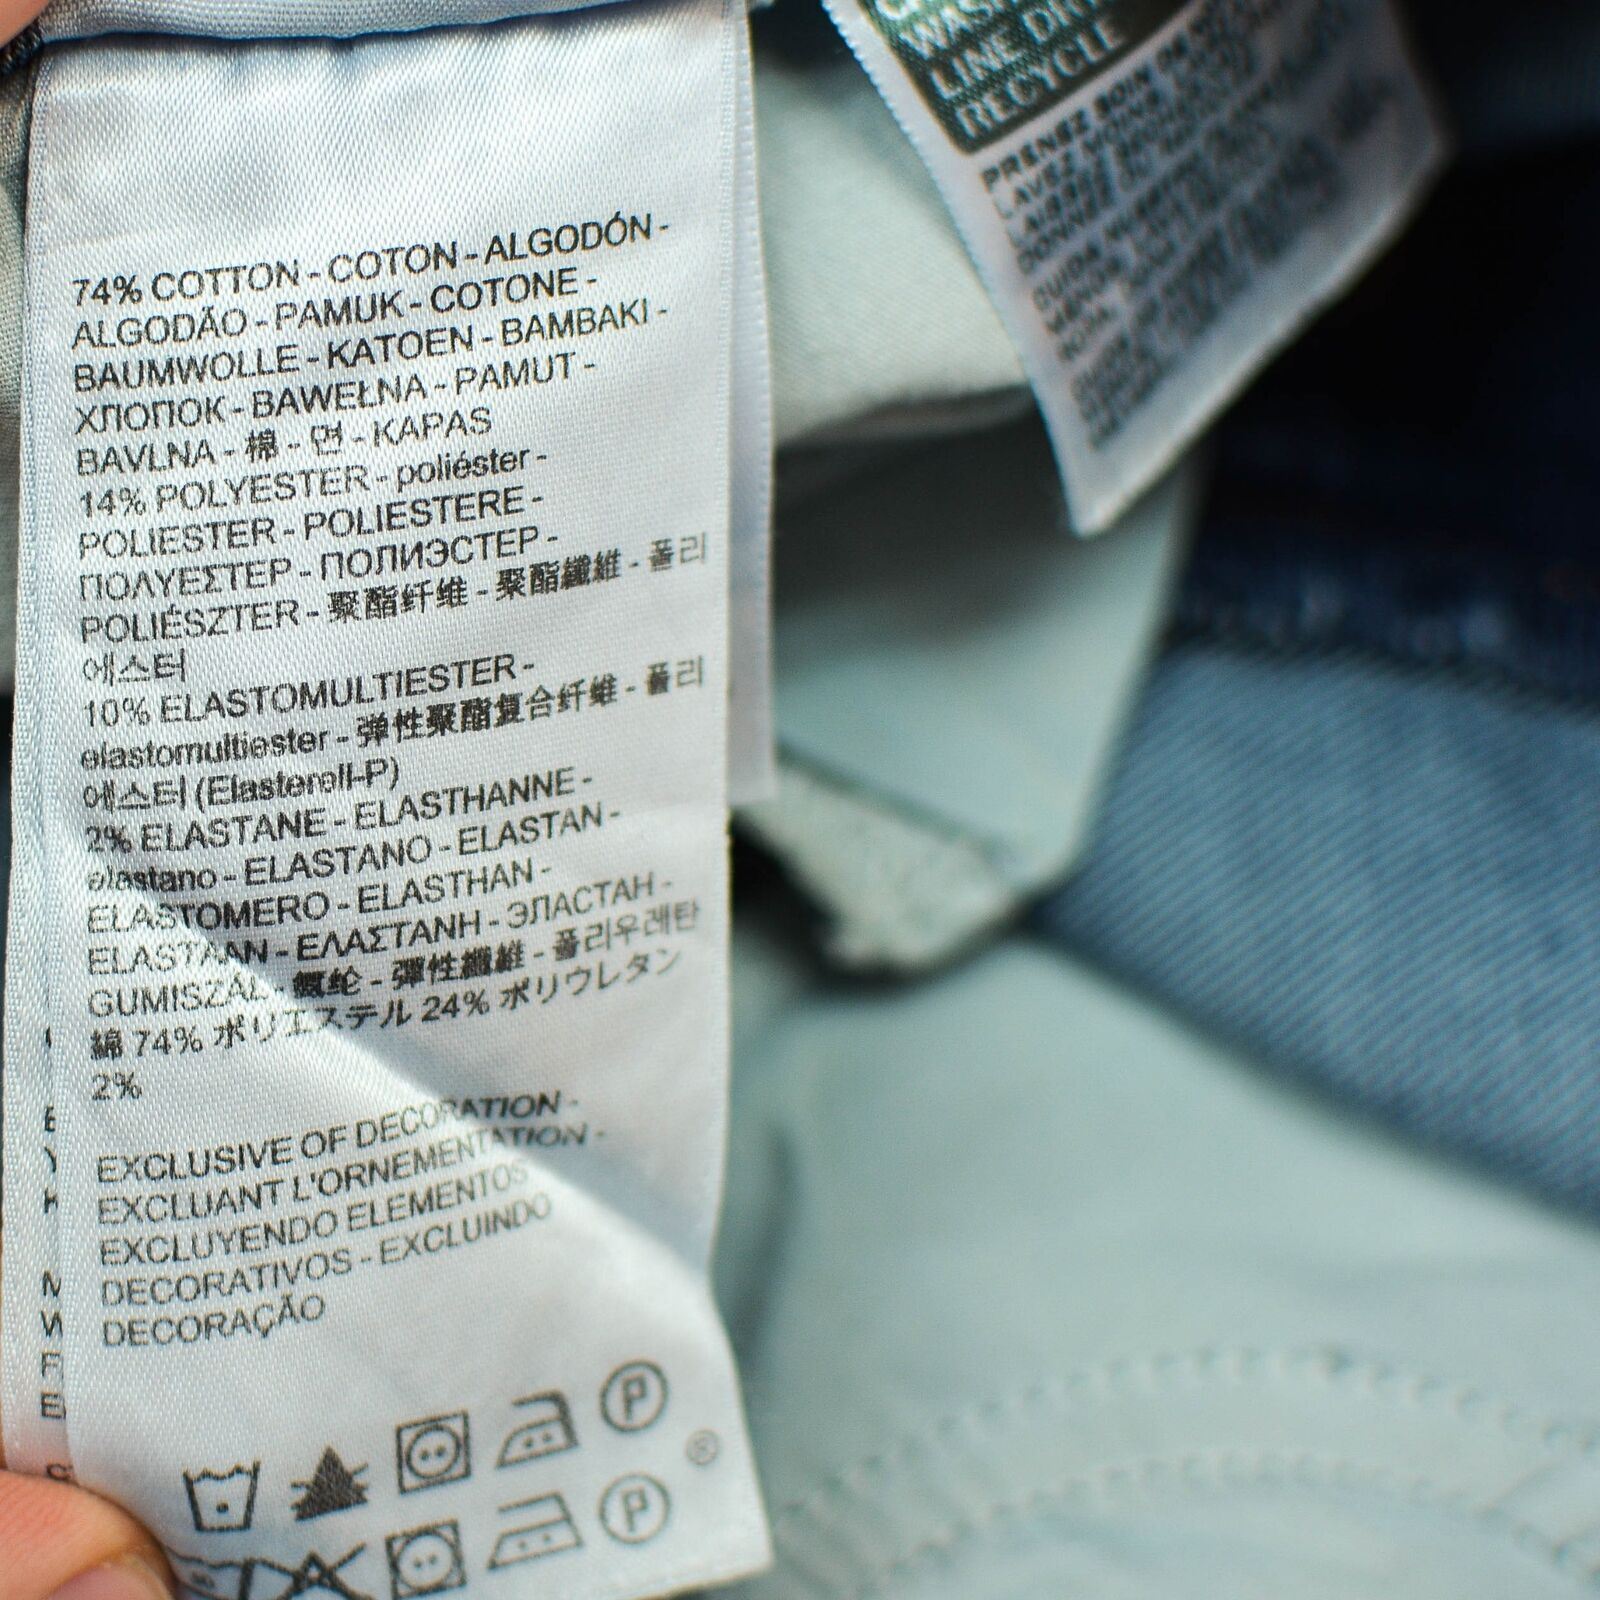 74% COTTON - COTON - ALGODÓN -
ALGODÃO - PAMUK - COTONE -
BAUMWOLLE - KATOEN - BAMBAKI -
ХЛОПОК - BAWEŁNA - PAMUT -
BAVLNA - 棉 - 면 - KAPAS
14% POLYESTER - poliéster -
POLIESTER - POLIESTERE -
ΠΟΛΥΕΣΤΕΡ - ПОЛИЭСТЕР -
POLIÉSZTER - 聚酯纤维 - 聚酯纖維 - 폴리
에스터
10% ELASTOMULTIESTER -
elastomultiester - 弹性聚酯复合纤维 - 폴리
에스터 (Elasterell-P)
2% ELASTANE - ELASTHANNE -
elastano - ELASTANO - ELASTAN -
ELASTOMERO - ELASTHAN -
ELASTAAN - ΕΛΑΣΤΑΝΗ - ЭЛАСТАН -
GUMISZÁL - 氨纶 - 彈性纖維 - 폴리우레탄
綿 74% ポリエステル 24% ポリウレタン
2%
EXCLUSIVE OF DECORATION -
EXCLUANT L'ORNEMENTATION -
EXCLUYENDO ELEMENTOS
DECORATIVOS - EXCLUINDO
DECORAÇÃO
P
P
LINE
RECYCLE
PRENEZ SOIN DE
LAVEZ MOINS